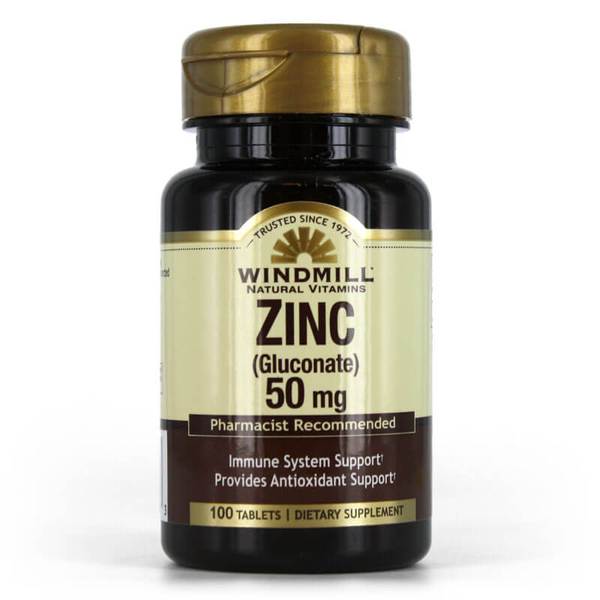 TRUSTED SINCE 1972
WINDMILL
NATURAL VITAMINS
ZINC
(Gluconate)
50 mg
Pharmacist Recommended
Immune System Support†
Provides Antioxidant Support†
100 TABLETS | DIETARY SUPPLEMENT
3